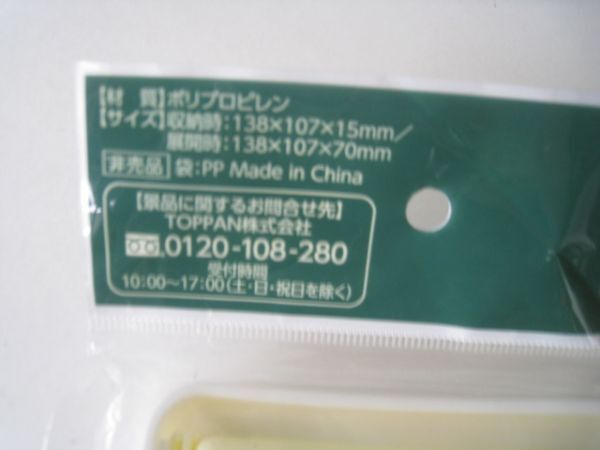 【材　質】ポリプロピレン
【サイズ】収納時：138×107×15mm／
展開時：138×107×70mm
非売品 袋：PP Made in China
【景品に関するお問合せ先】
TOPPAN株式会社
0120-108-280
受付時間
10:00～17:00(土・日・祝日を除く)